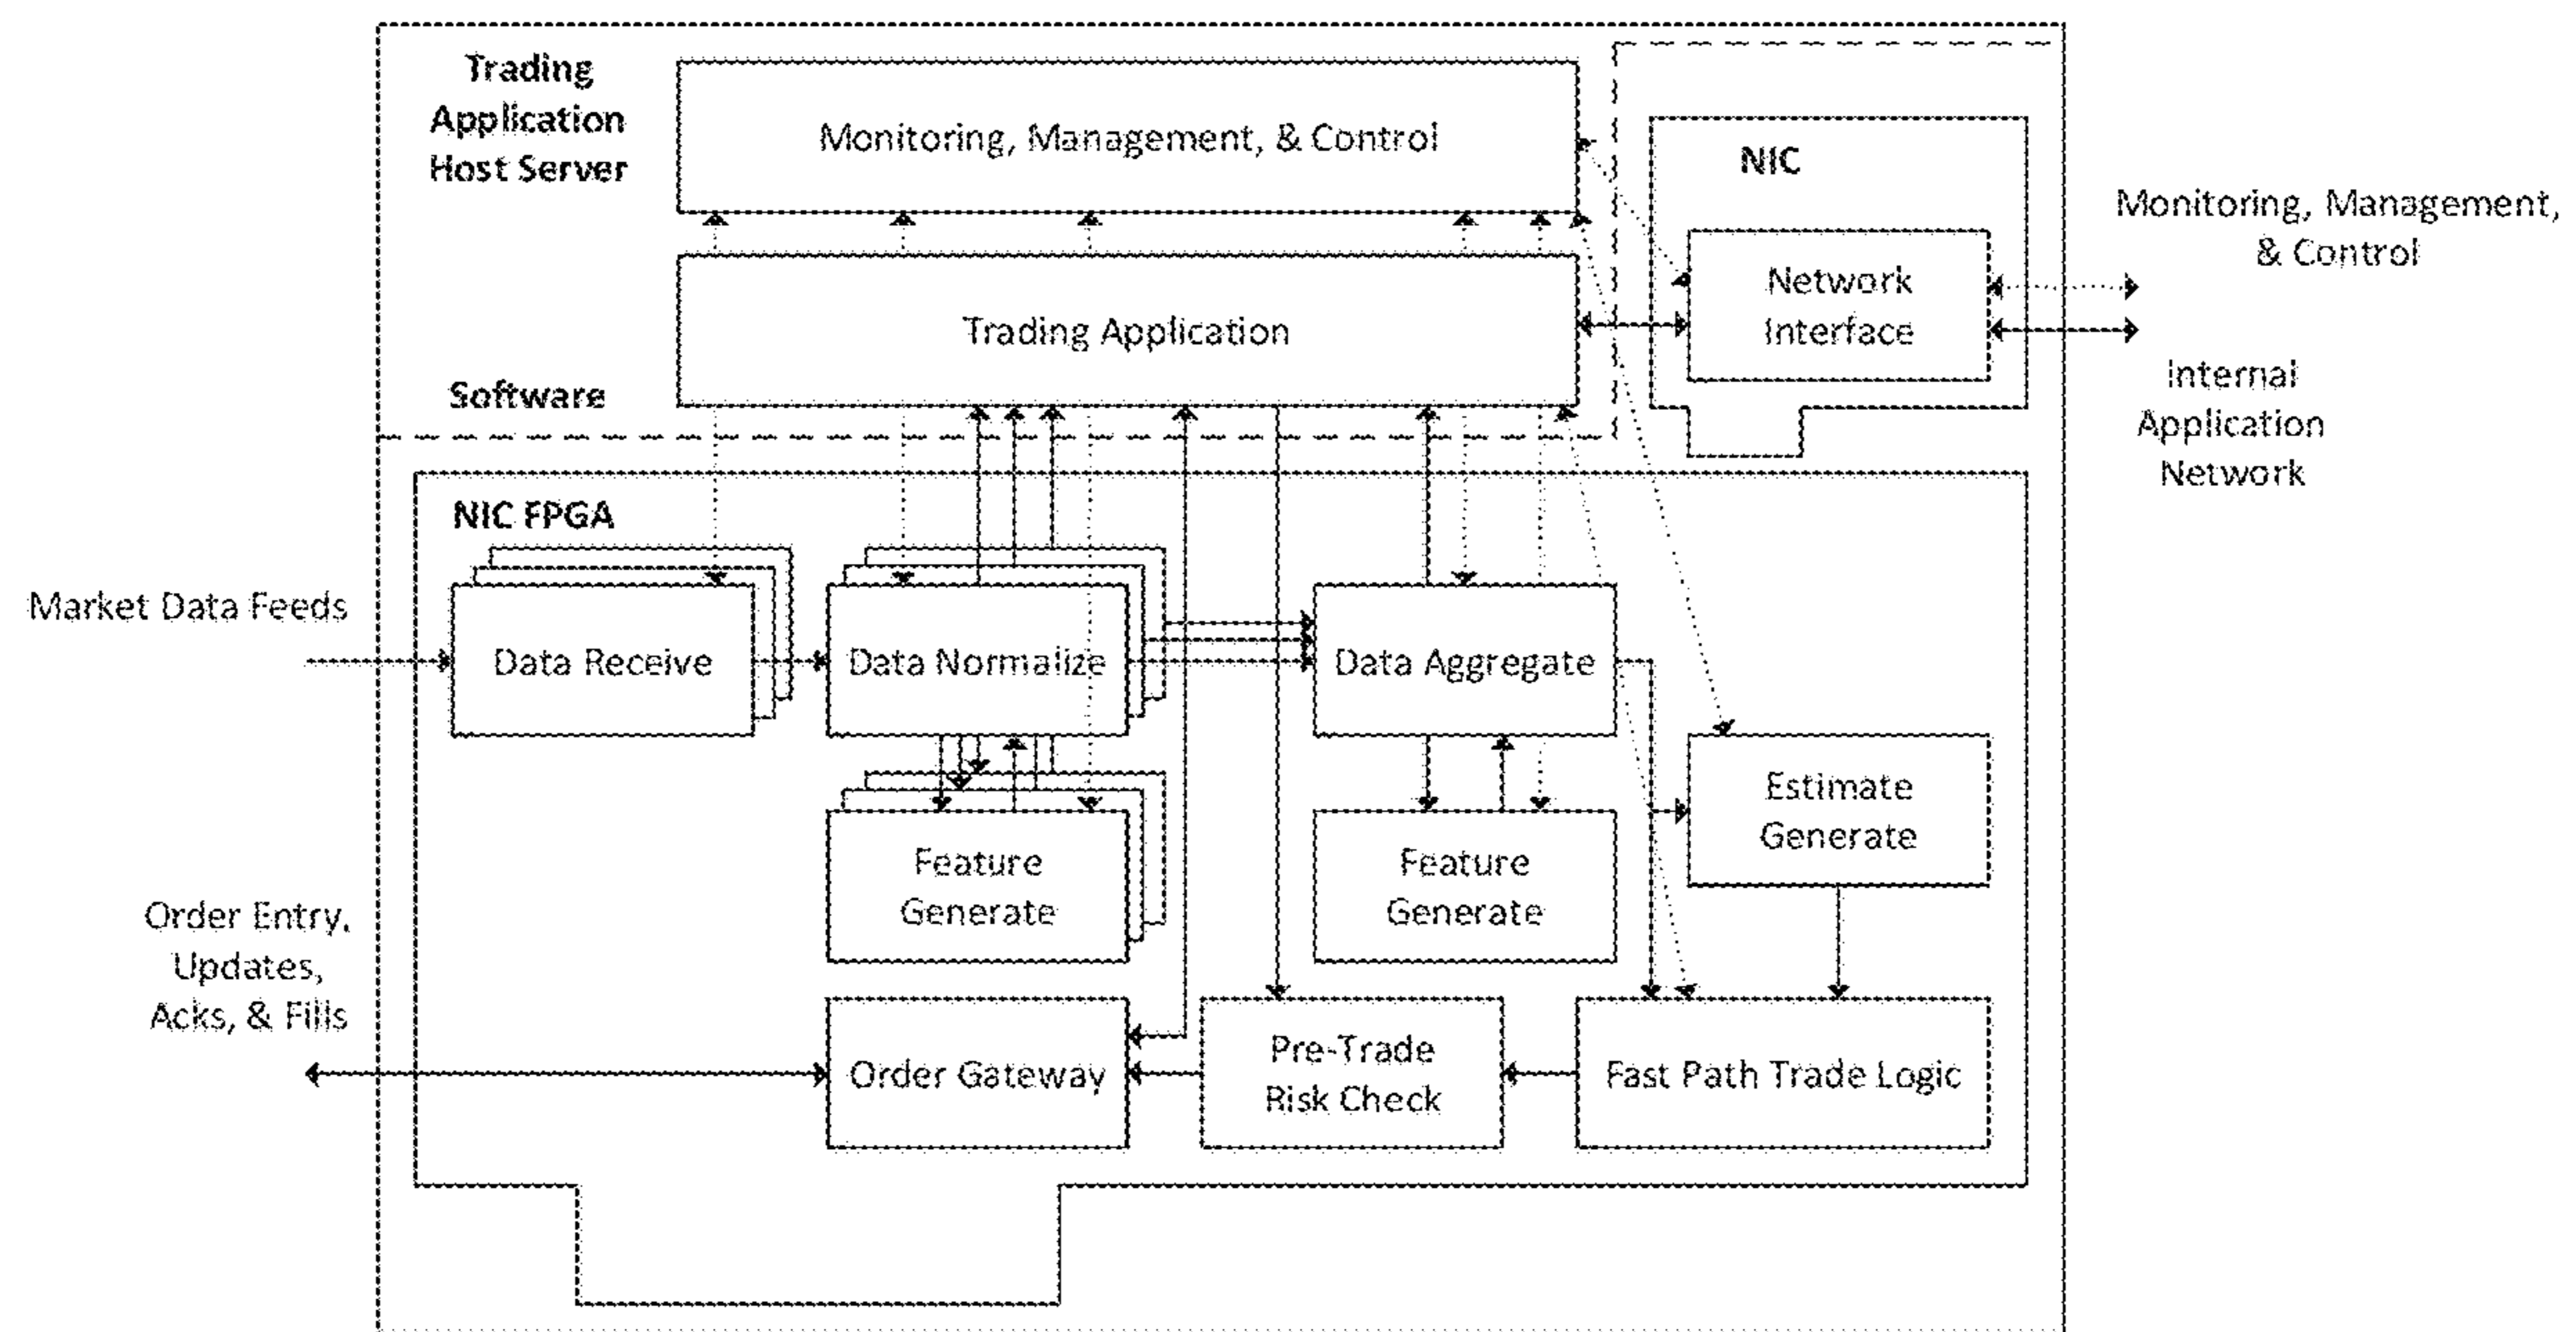 Trading
Application
Host Server
Monitoring, Management, & Control
NIC
Monitoring, Management,
& Control
Network
Interface
Trading Application
Software
Internal
Application
Network
NIC FPGA
Market Data Feeds
Data Receive
Data Normalize
Data Aggregate
Estimate
Generate
Feature
Generate
Feature
Generate
Order Entry,
Updates,
Acks, & Fills
Order Gateway
Pre-Trade
Risk Check
Fast Path Trade Logic